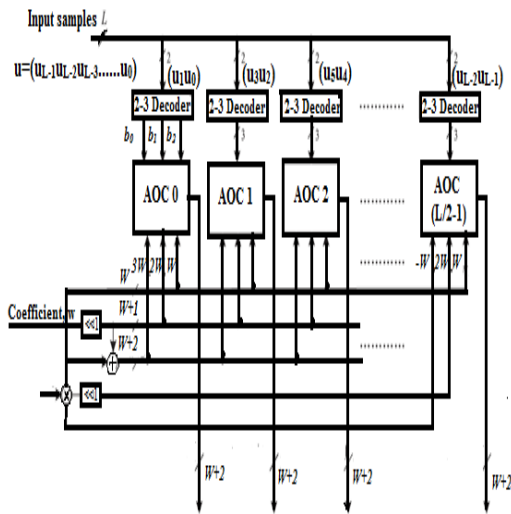 Input samples L
u=(uL-1uL-2uL-3......u0)
2 (u1u0) 2 (u3u2) 2 (u5u4) 2 (uL-2uL-1)
2-3 Decoder 2-3 Decoder 2-3 Decoder ............ 2-3 Decoder
b0 b1 b2 3 3 3
AOC 0 AOC 1 AOC 2 ............ AOC (L/2-1)
W 3W 2W W ............ -W 2W W
Coefficient, w <<1 W+1
W+2 + ............
× <<1
W+2 W+2 W+2 W+2